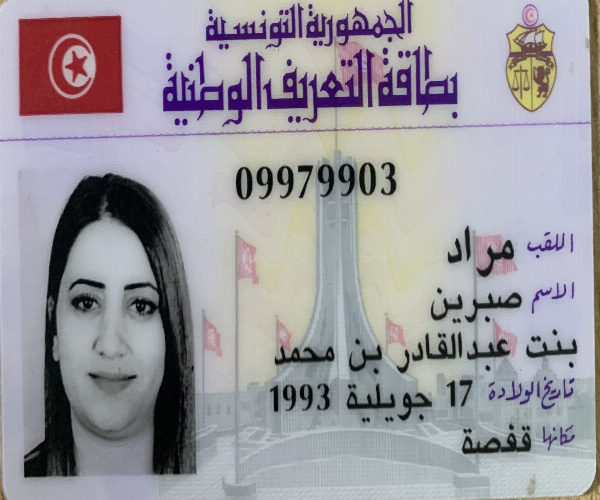 الجمهورية التونسية
بطاقة التعريف الوطنية
09979903
اللقب مراد
الاسم صبرين
بنت عبدالقادر بن محمد
تاريخ الولادة 17 جويلية 1993
مكانها قفصة